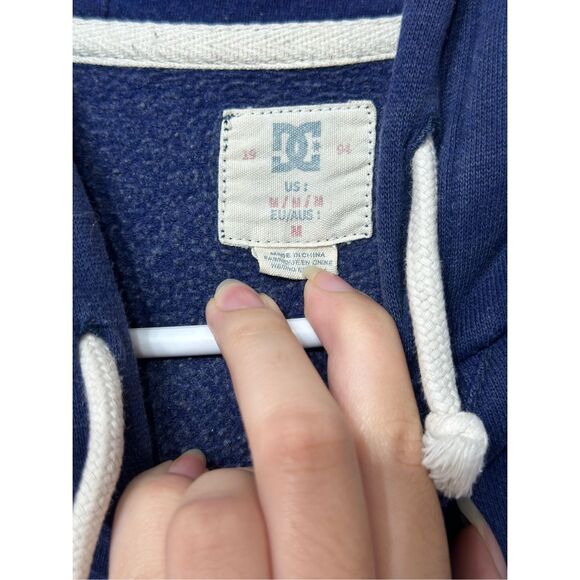 DC
19 94
US :
M / M / M
EU/AUS :
M
MADE IN CHINA